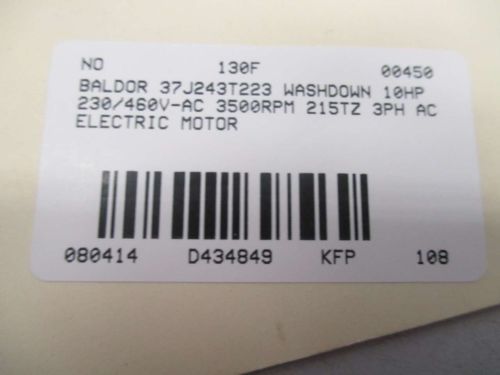 NO 130F 00450
BALDOR 37J243T223 WASHDOWN 10HP
230/460V-AC 3500RPM 215TZ 3PH AC
ELECTRIC MOTOR
080414 D434849 KFP 108